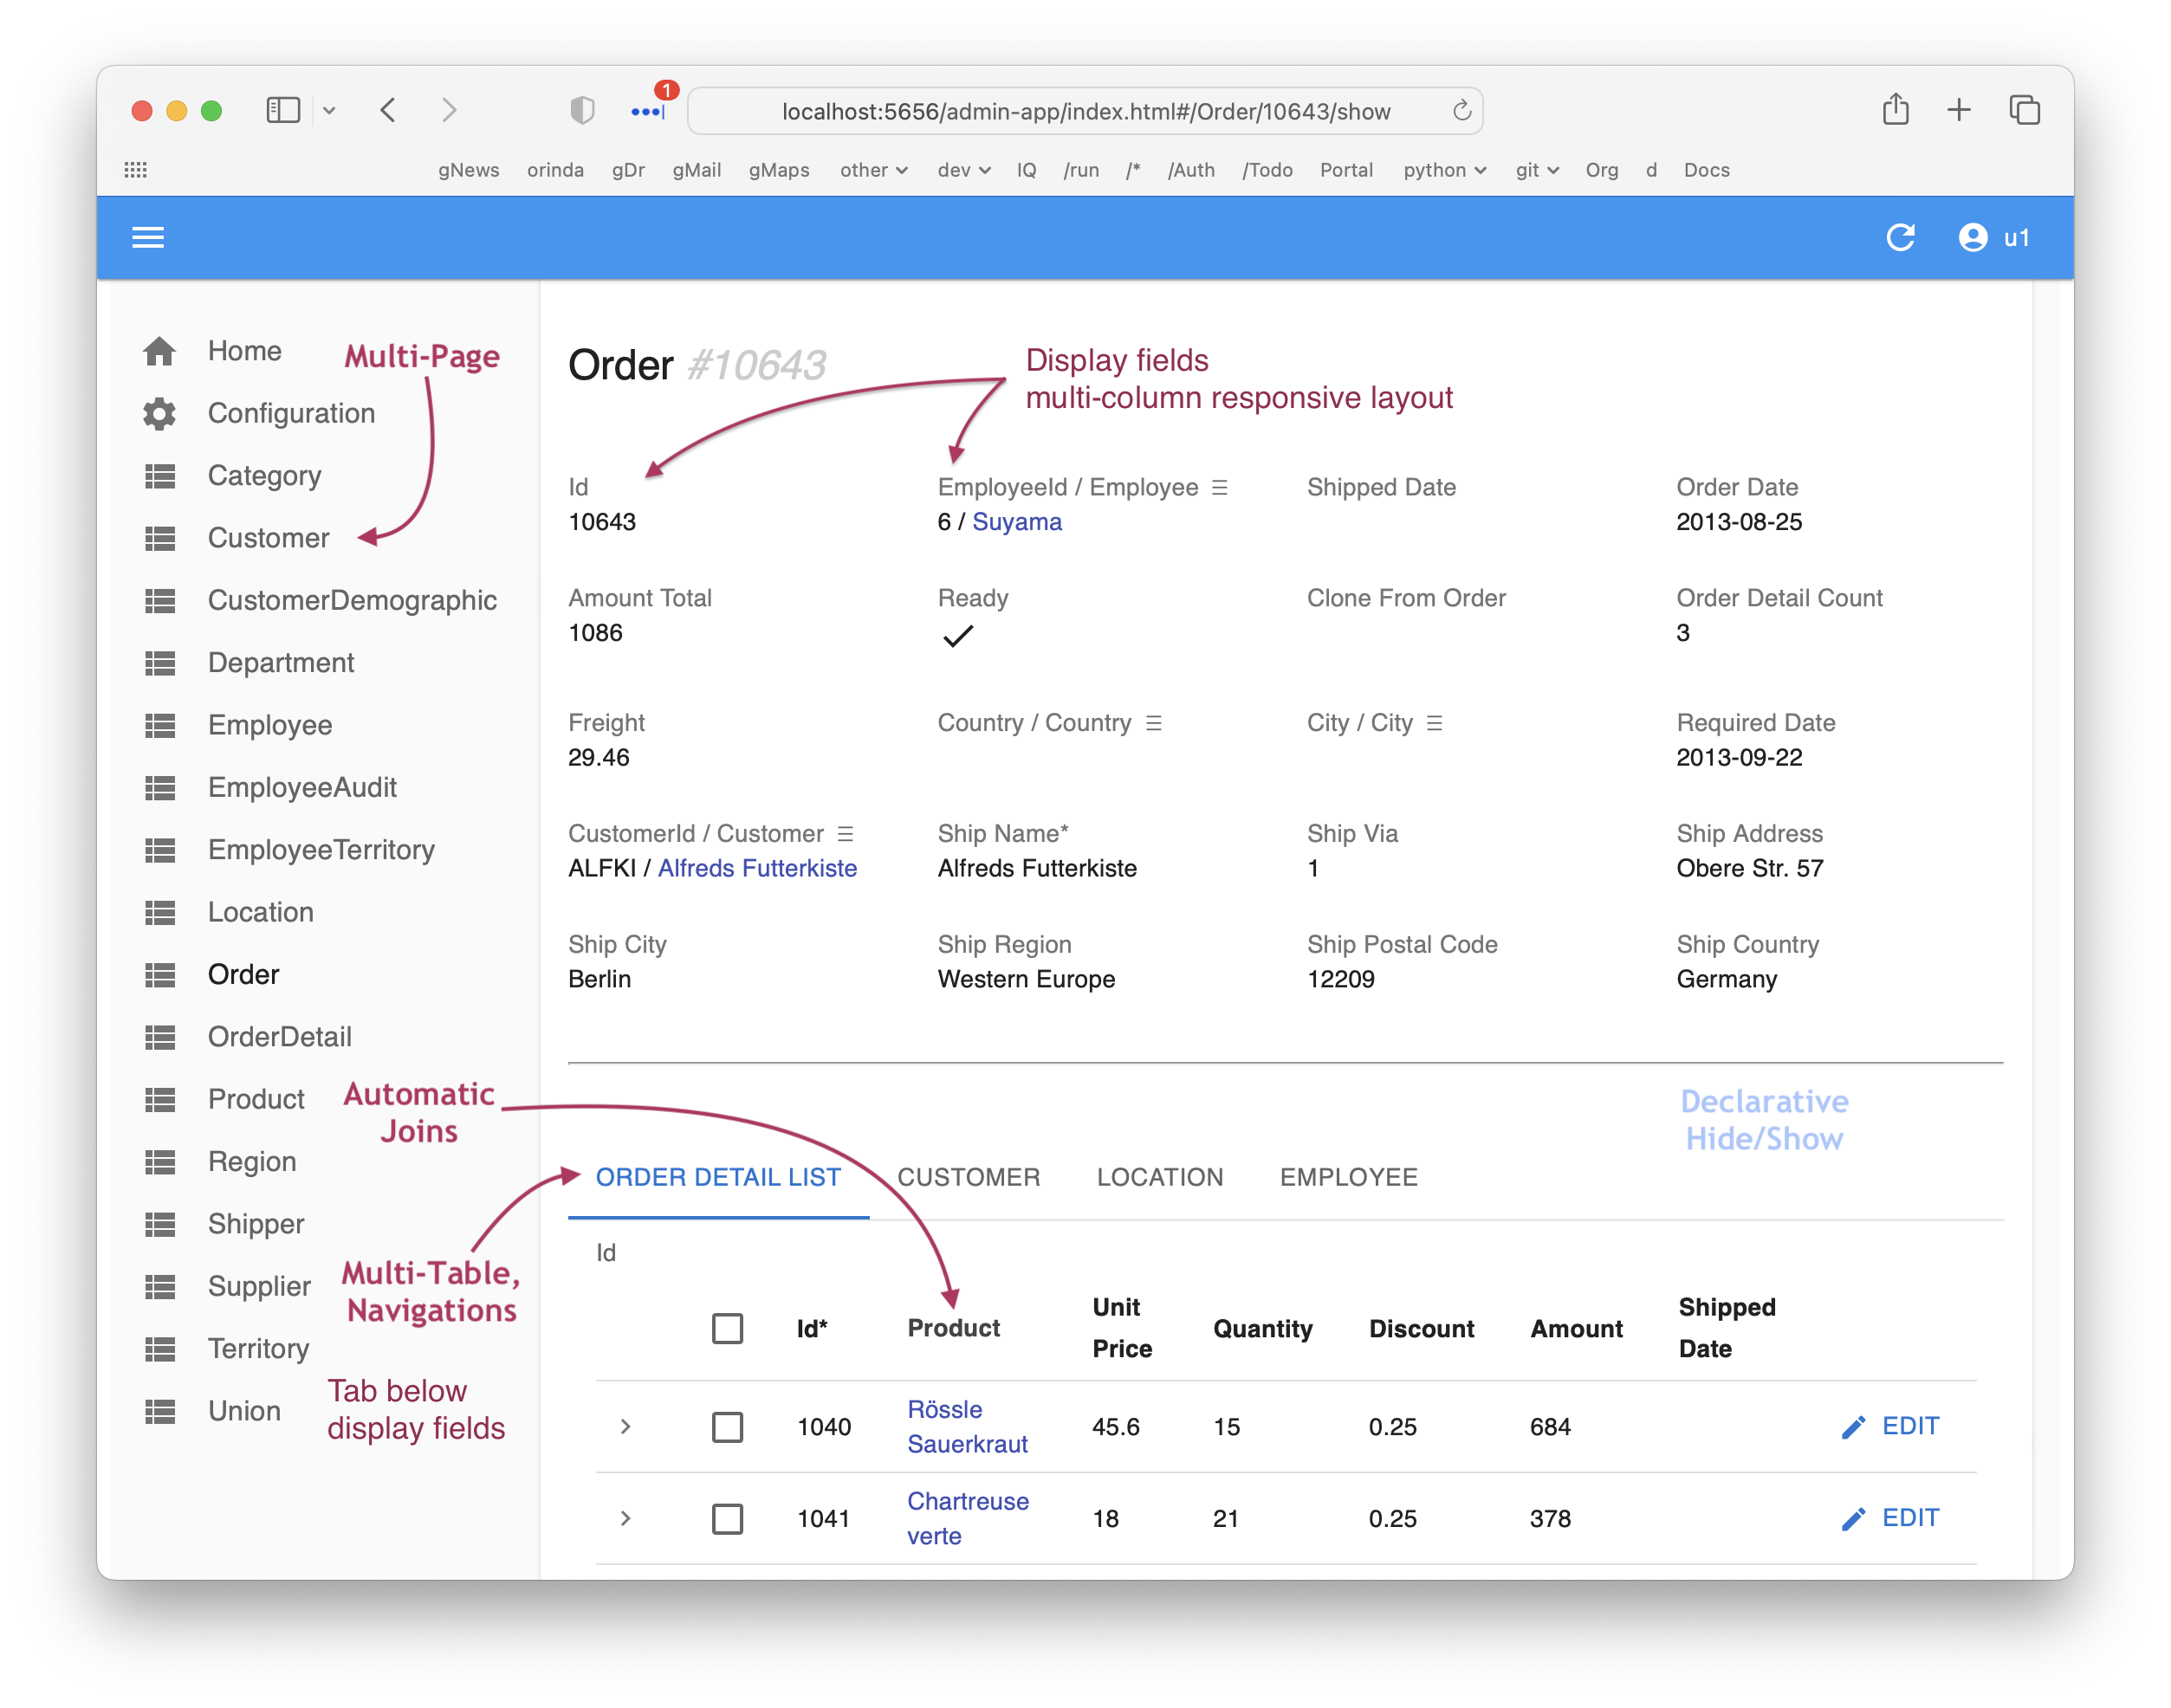 1
localhost:5656/admin-app/index.html#/Order/10643/show
gNews orinda gDr gMail gMaps other dev IQ /run /* /Auth /Todo Portal python git Org d Docs
u1
Home
Configuration
Category
Customer
CustomerDemographic
Department
Employee
EmployeeAudit
EmployeeTerritory
Location
Order
OrderDetail
Product
Region
Shipper
Supplier
Territory
Union
Multi-Page
Automatic
Joins
Multi-Table,
Navigations
Tab below
display fields
Order #10643
Display fields
multi-column responsive layout
Id EmployeeId / Employee Shipped Date Order Date
10643 6 / Suyama 2013-08-25
Amount Total Ready Clone From Order Order Detail Count
1086 3
Freight Country / Country City / City Required Date
29.46 2013-09-22
CustomerId / Customer Ship Name* Ship Via Ship Address
ALFKI / Alfreds Futterkiste Alfreds Futterkiste 1 Obere Str. 57
Ship City Ship Region Ship Postal Code Ship Country
Berlin Western Europe 12209 Germany
Declarative
Hide/Show
ORDER DETAIL LIST CUSTOMER LOCATION EMPLOYEE
Id
Id* Product Unit Price Quantity Discount Amount Shipped Date
1040 Rössle Sauerkraut 45.6 15 0.25 684 EDIT
1041 Chartreuse verte 18 21 0.25 378 EDIT